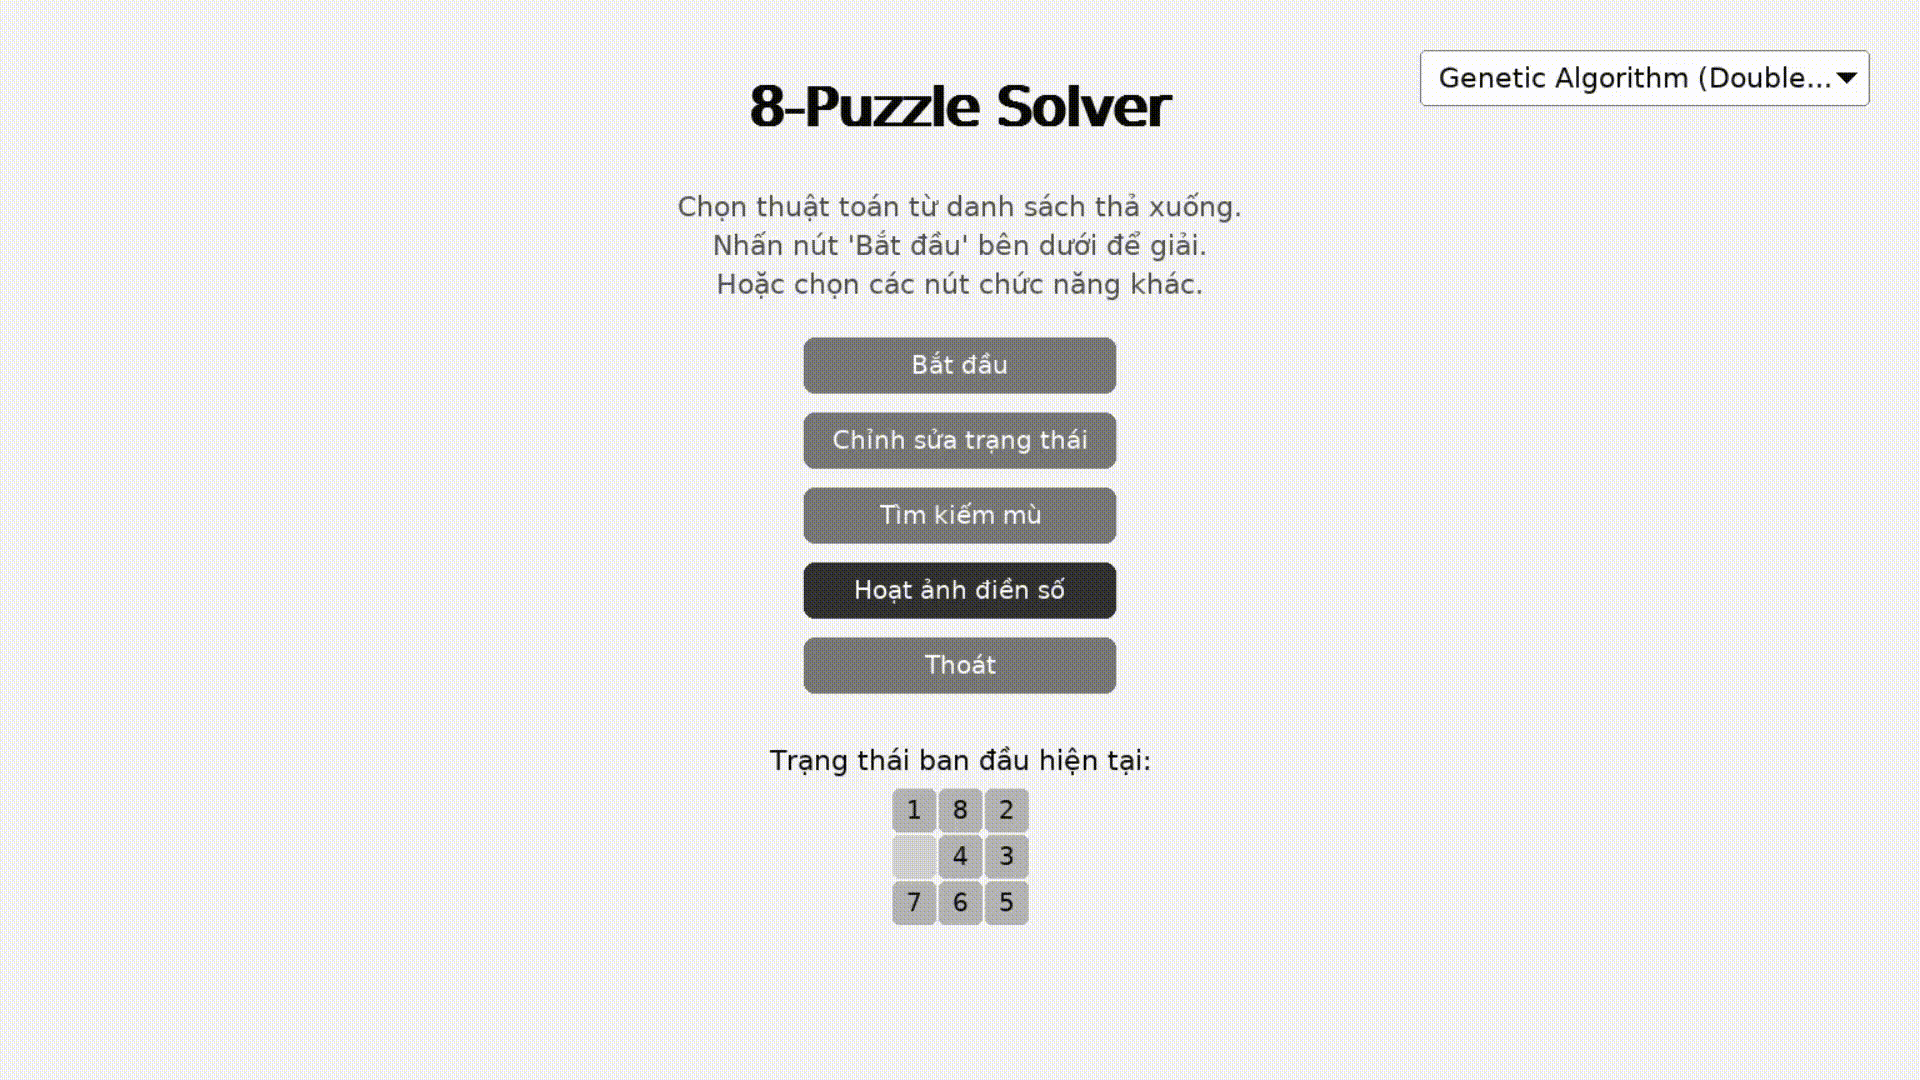 Genetic Algorithm (Double...
8-Puzzle Solver
Chọn thuật toán từ danh sách thả xuống.
Nhấn nút 'Bắt đầu' bên dưới để giải.
Hoặc chọn các nút chức năng khác.
Bắt đầu
Chỉnh sửa trạng thái
Tìm kiếm mù
Hoạt ảnh điền số
Thoát
Trạng thái ban đầu hiện tại:
1 8 2
4 3
7 6 5